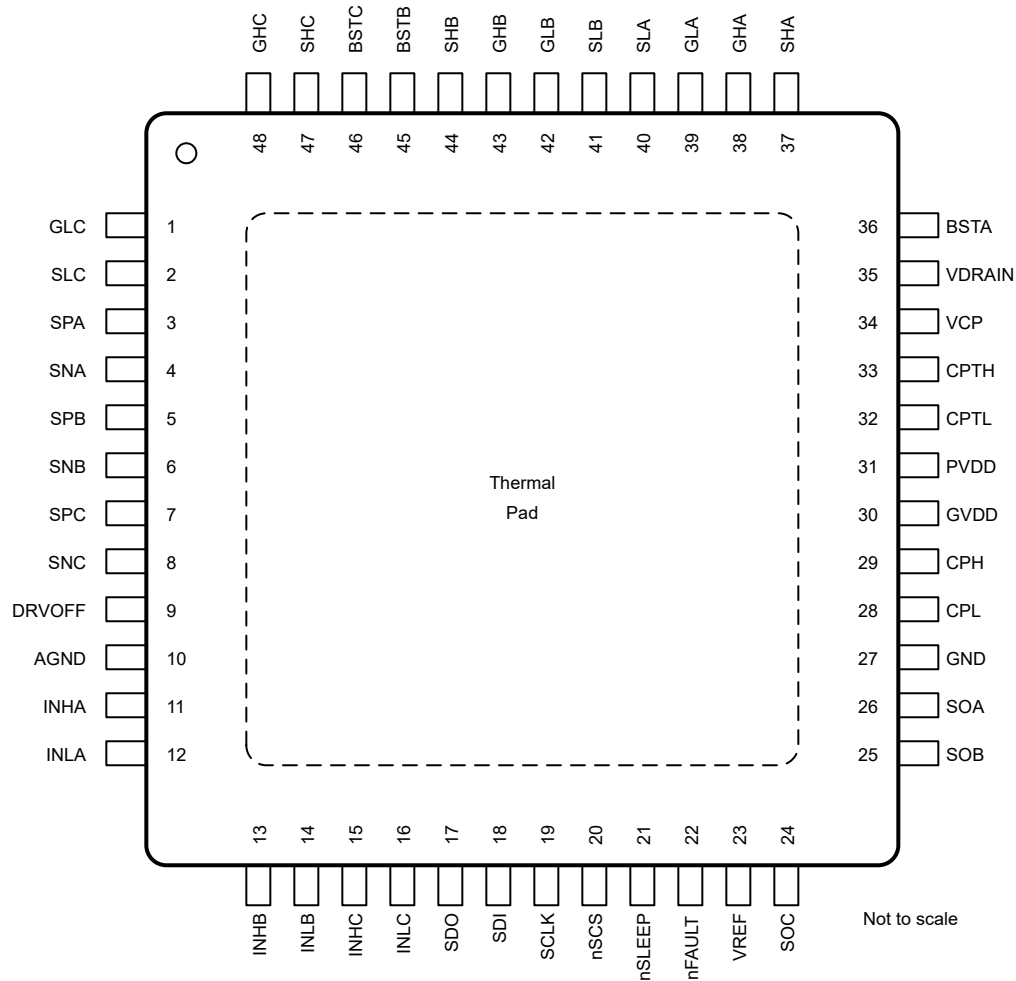 GHC
SHC
BSTC
BSTB
SHB
GHB
GLB
SLB
SLA
GLA
GHA
SHA
48
47
46
45
44
43
42
41
40
39
38
37
GLC 1
SLC 2
SPA 3
SNA 4
SPB 5
SNB 6
SPC 7
SNC 8
DRVOFF 9
AGND 10
INHA 11
INLA 12
Thermal
Pad
36 BSTA
35 VDRAIN
34 VCP
33 CPTH
32 CPTL
31 PVDD
30 GVDD
29 CPH
28 CPL
27 GND
26 SOA
25 SOB
13
14
15
16
17
18
19
20
21
22
23
24
INHB
INLB
INHC
INLC
SDO
SDI
SCLK
nSCS
nSLEEP
nFAULT
VREF
SOC
Not to scale